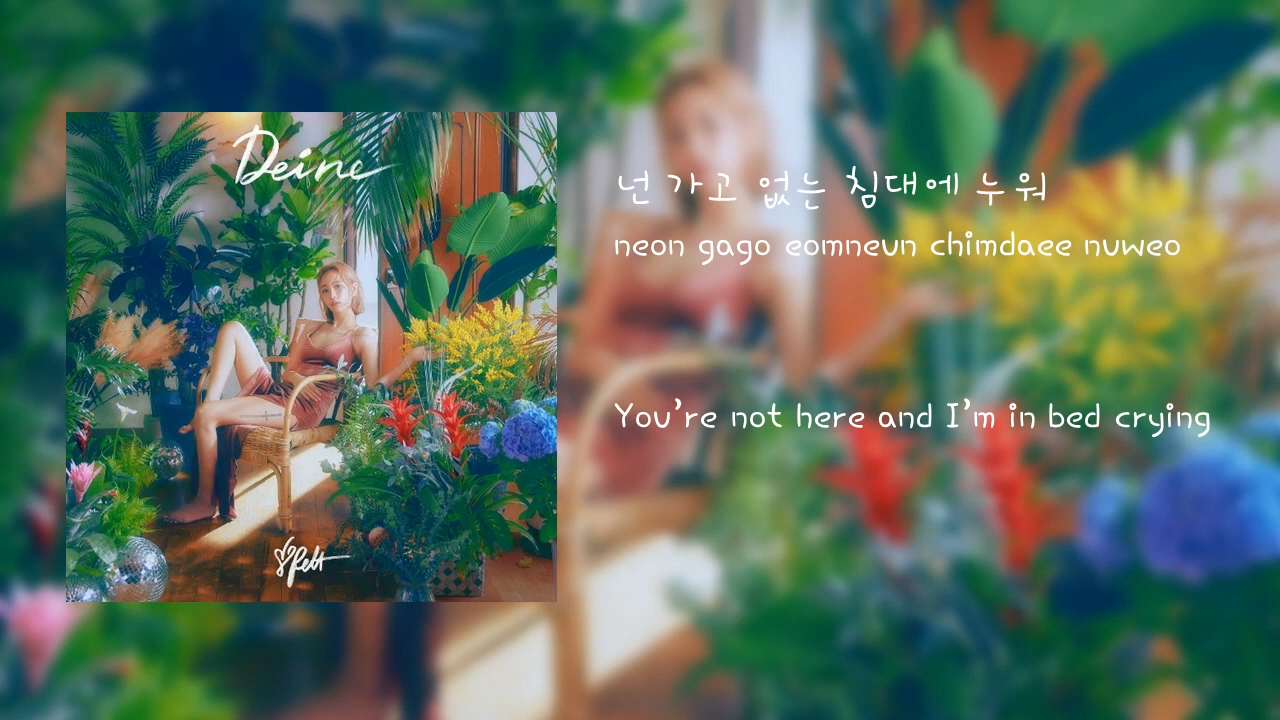 Deine
넌 가고 없는 침대에 누워
neon gago eomneun chimdaee nuweo
You're not here and I'm in bed crying